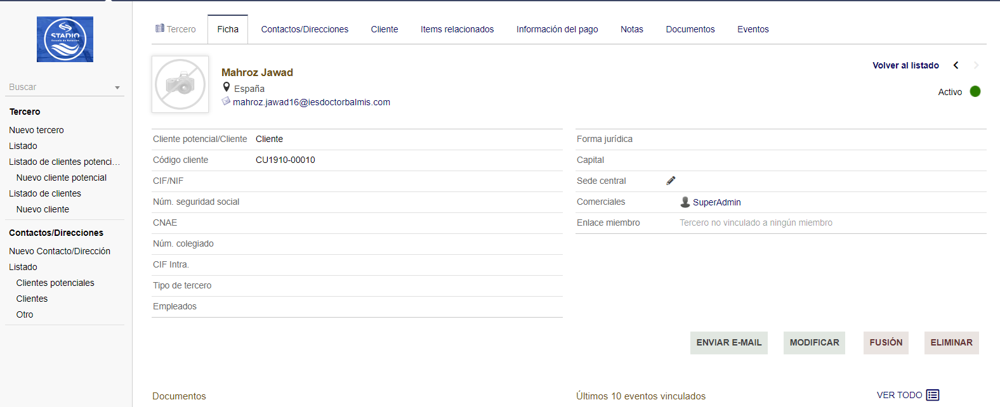 STADIO
Escuela de Natación
Buscar
Tercero
Nuevo tercero
Listado
Listado de clientes potenci...
Nuevo cliente potencial
Listado de clientes
Nuevo cliente
Contactos/Direcciones
Nuevo Contacto/Dirección
Listado
Clientes potenciales
Clientes
Otro
Tercero Ficha Contactos/Direcciones Cliente Items relacionados Información del pago Notas Documentos Eventos
Mahroz Jawad
España
mahroz.jawad16@iesdoctorbalmis.com
Volver al listado
Activo
Cliente potencial/Cliente Cliente
Código cliente CU1910-00010
CIF/NIF
Núm. seguridad social
CNAE
Núm. colegiado
CIF Intra.
Tipo de tercero
Empleados
Forma jurídica
Capital
Sede central
Comerciales SuperAdmin
Enlace miembro Tercero no vinculado a ningún miembro
ENVIAR E-MAIL MODIFICAR FUSIÓN ELIMINAR
Documentos
Últimos 10 eventos vinculados VER TODO